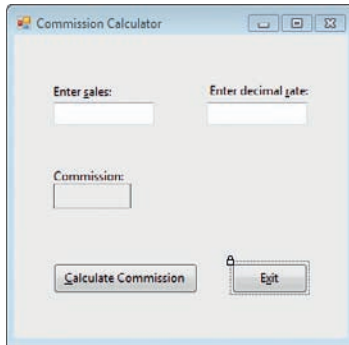 Commission Calculator
Enter sales:
Enter decimal rate:
Commission:
Calculate Commission
Exit